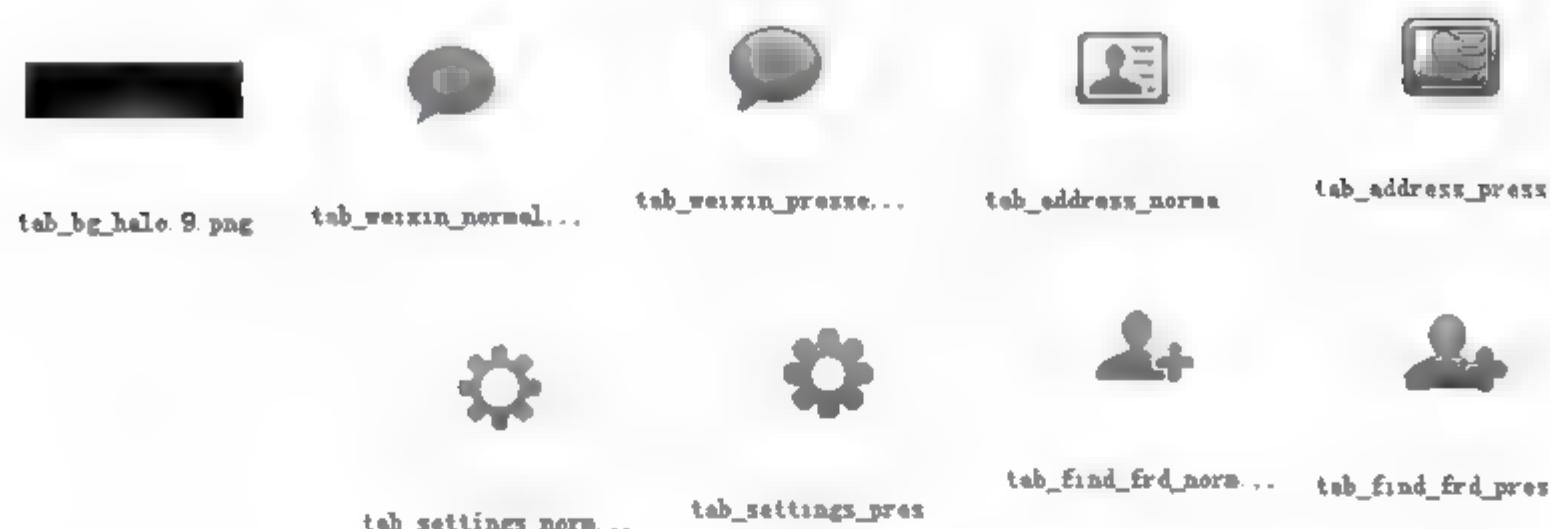 tab_bg_halo.9.png
tab_weixin_normal...
tab_weixin_presse...
tab_address_norma
tab_address_press
tab_settings_norm...
tab_settings_pres
tab_find_frd_norm...
tab_find_frd_pres